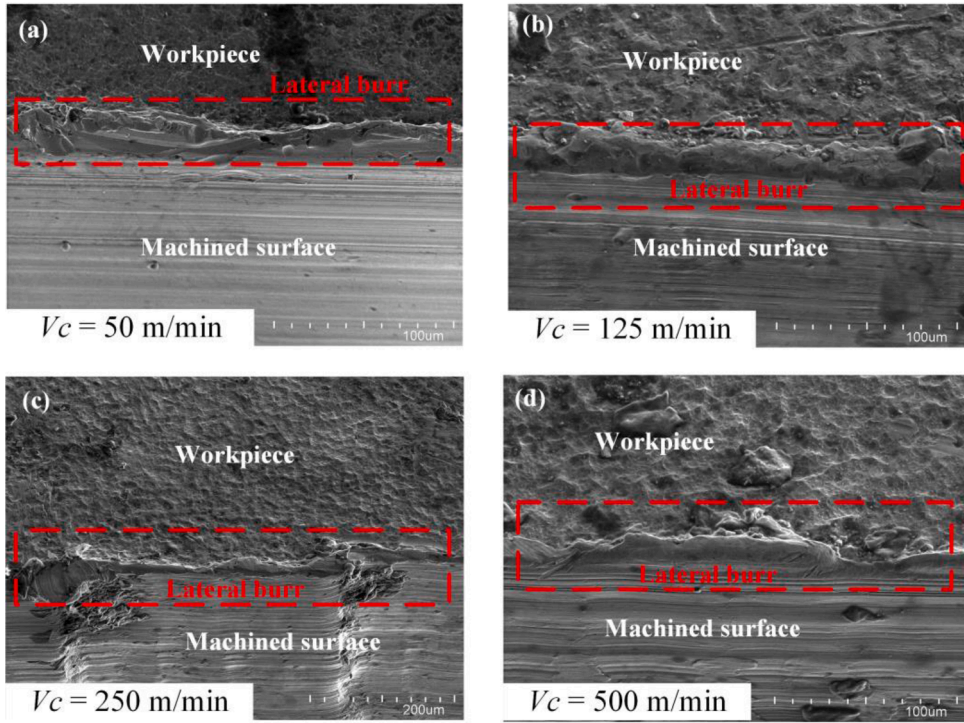 (a)
Workpiece
Lateral burr
Machined surface
Vc = 50 m/min
100um
(b)
Workpiece
Lateral burr
Machined surface
Vc = 125 m/min
100um
(c)
Workpiece
Lateral burr
Machined surface
Vc = 250 m/min
200um
(d)
Workpiece
Lateral burr
Machined surface
Vc = 500 m/min
100um